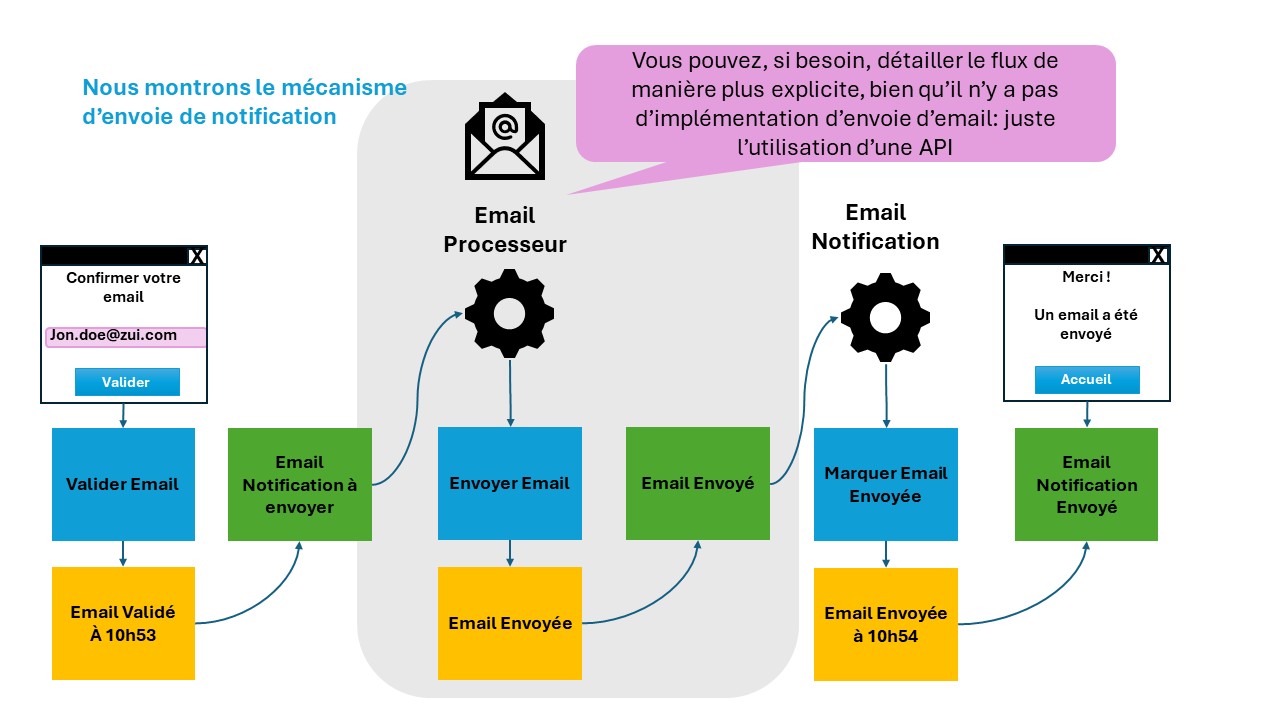 Nous montrons le mécanisme
d’envoie de notification
Vous pouvez, si besoin, détailler le flux de
manière plus explicite, bien qu’il n’y a pas
d’implémentation d’envoie d’email: juste
l’utilisation d’une API
@
Email
Processeur
Email
Notification
X
Confirmer votre
email
Jon.doe@zui.com
Valider
X
Merci !
Un email a été
envoyé
Accueil
Valider Email
Email
Notification à
envoyer
Envoyer Email
Email Envoyé
Marquer Email
Envoyée
Email
Notification
Envoyé
Email Validé
À 10h53
Email Envoyée
Email Envoyée
à 10h54